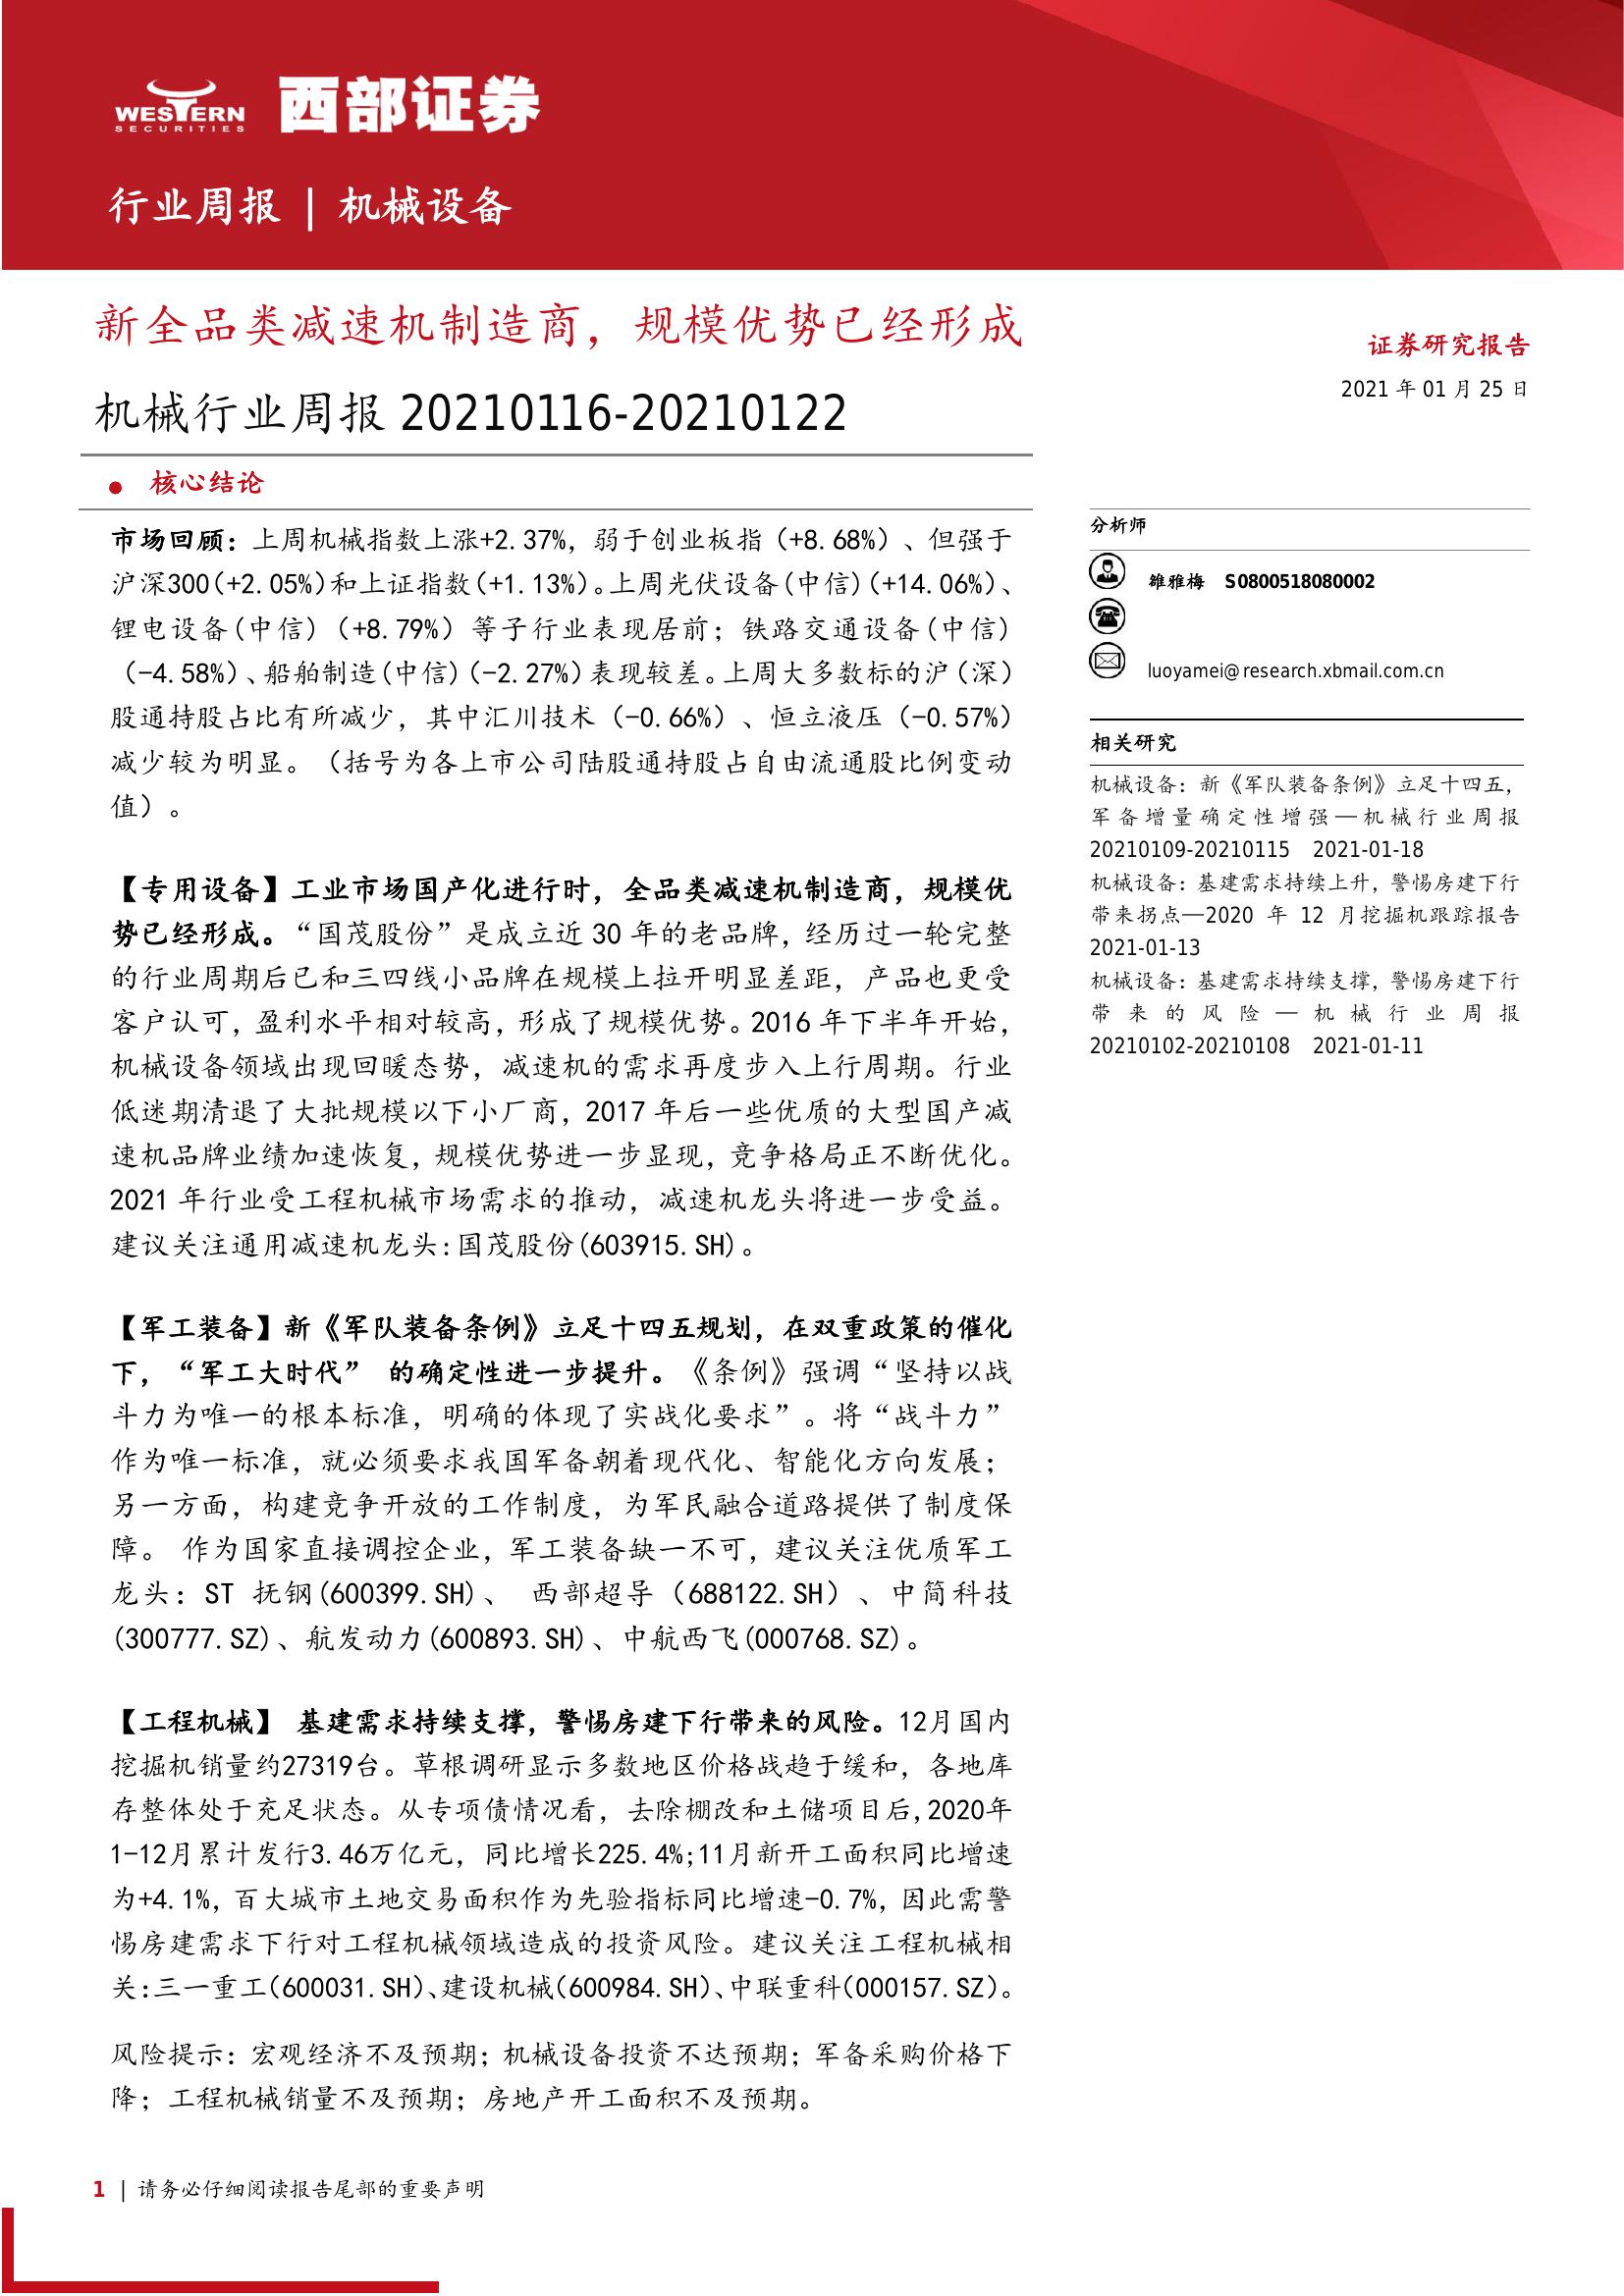 WESTERN
SECURITIES
西部证券
行业周报 | 机械设备
新全品类减速机制造商，规模优势已经形成
机械行业周报 20210116-20210122
证券研究报告
2021 年 01 月 25 日
● 核心结论
市场回顾：上周机械指数上涨+2.37%，弱于创业板指（+8.68%）、但强于
沪深300(+2.05%)和上证指数(+1.13%)。上周光伏设备(中信)(+14.06%)、
锂电设备(中信)（+8.79%）等子行业表现居前；铁路交通设备(中信)
（-4.58%）、船舶制造(中信)(-2.27%)表现较差。上周大多数标的沪（深）
股通持股占比有所减少，其中汇川技术（-0.66%）、恒立液压（-0.57%）
减少较为明显。（括号为各上市公司陆股通持股占自由流通股比例变动
值）。
【专用设备】工业市场国产化进行时，全品类减速机制造商，规模优
势已经形成。“国茂股份”是成立近 30 年的老品牌，经历过一轮完整
的行业周期后已和三四线小品牌在规模上拉开明显差距，产品也更受
客户认可，盈利水平相对较高，形成了规模优势。2016 年下半年开始，
机械设备领域出现回暖态势，减速机的需求再度步入上行周期。行业
低迷期清退了大批规模以下小厂商，2017 年后一些优质的大型国产减
速机品牌业绩加速恢复，规模优势进一步显现，竞争格局正不断优化。
2021 年行业受工程机械市场需求的推动，减速机龙头将进一步受益。
建议关注通用减速机龙头:国茂股份(603915.SH)。
【军工装备】新《军队装备条例》立足十四五规划，在双重政策的催化
下，“军工大时代” 的确定性进一步提升。《条例》强调“坚持以战
斗力为唯一的根本标准，明确的体现了实战化要求”。将“战斗力”
作为唯一标准，就必须要求我国军备朝着现代化、智能化方向发展；
另一方面，构建竞争开放的工作制度，为军民融合道路提供了制度保
障。 作为国家直接调控企业，军工装备缺一不可，建议关注优质军工
龙头：ST 抚钢(600399.SH)、 西部超导（688122.SH）、中简科技
(300777.SZ)、航发动力(600893.SH)、中航西飞(000768.SZ)。
【工程机械】 基建需求持续支撑，警惕房建下行带来的风险。12月国内
挖掘机销量约27319台。草根调研显示多数地区价格战趋于缓和，各地库
存整体处于充足状态。从专项债情况看，去除棚改和土储项目后,2020年
1-12月累计发行3.46万亿元，同比增长225.4%;11月新开工面积同比增速
为+4.1%，百大城市土地交易面积作为先验指标同比增速-0.7%，因此需警
惕房建需求下行对工程机械领域造成的投资风险。建议关注工程机械相
关:三一重工(600031.SH)、建设机械(600984.SH)、中联重科(000157.SZ)。
风险提示：宏观经济不及预期；机械设备投资不达预期；军备采购价格下
降；工程机械销量不及预期；房地产开工面积不及预期。
分析师
雒雅梅 S0800518080002
luoyamei@research.xbmail.com.cn
相关研究
机械设备：新《军队装备条例》立足十四五，
军备增量确定性增强—机械行业周报
20210109-20210115 2021-01-18
机械设备：基建需求持续上升，警惕房建下行
带来拐点—2020 年 12 月挖掘机跟踪报告
2021-01-13
机械设备：基建需求持续支撑，警惕房建下行
带来的风险—机械行业周报
20210102-20210108 2021-01-11
1 | 请务必仔细阅读报告尾部的重要声明